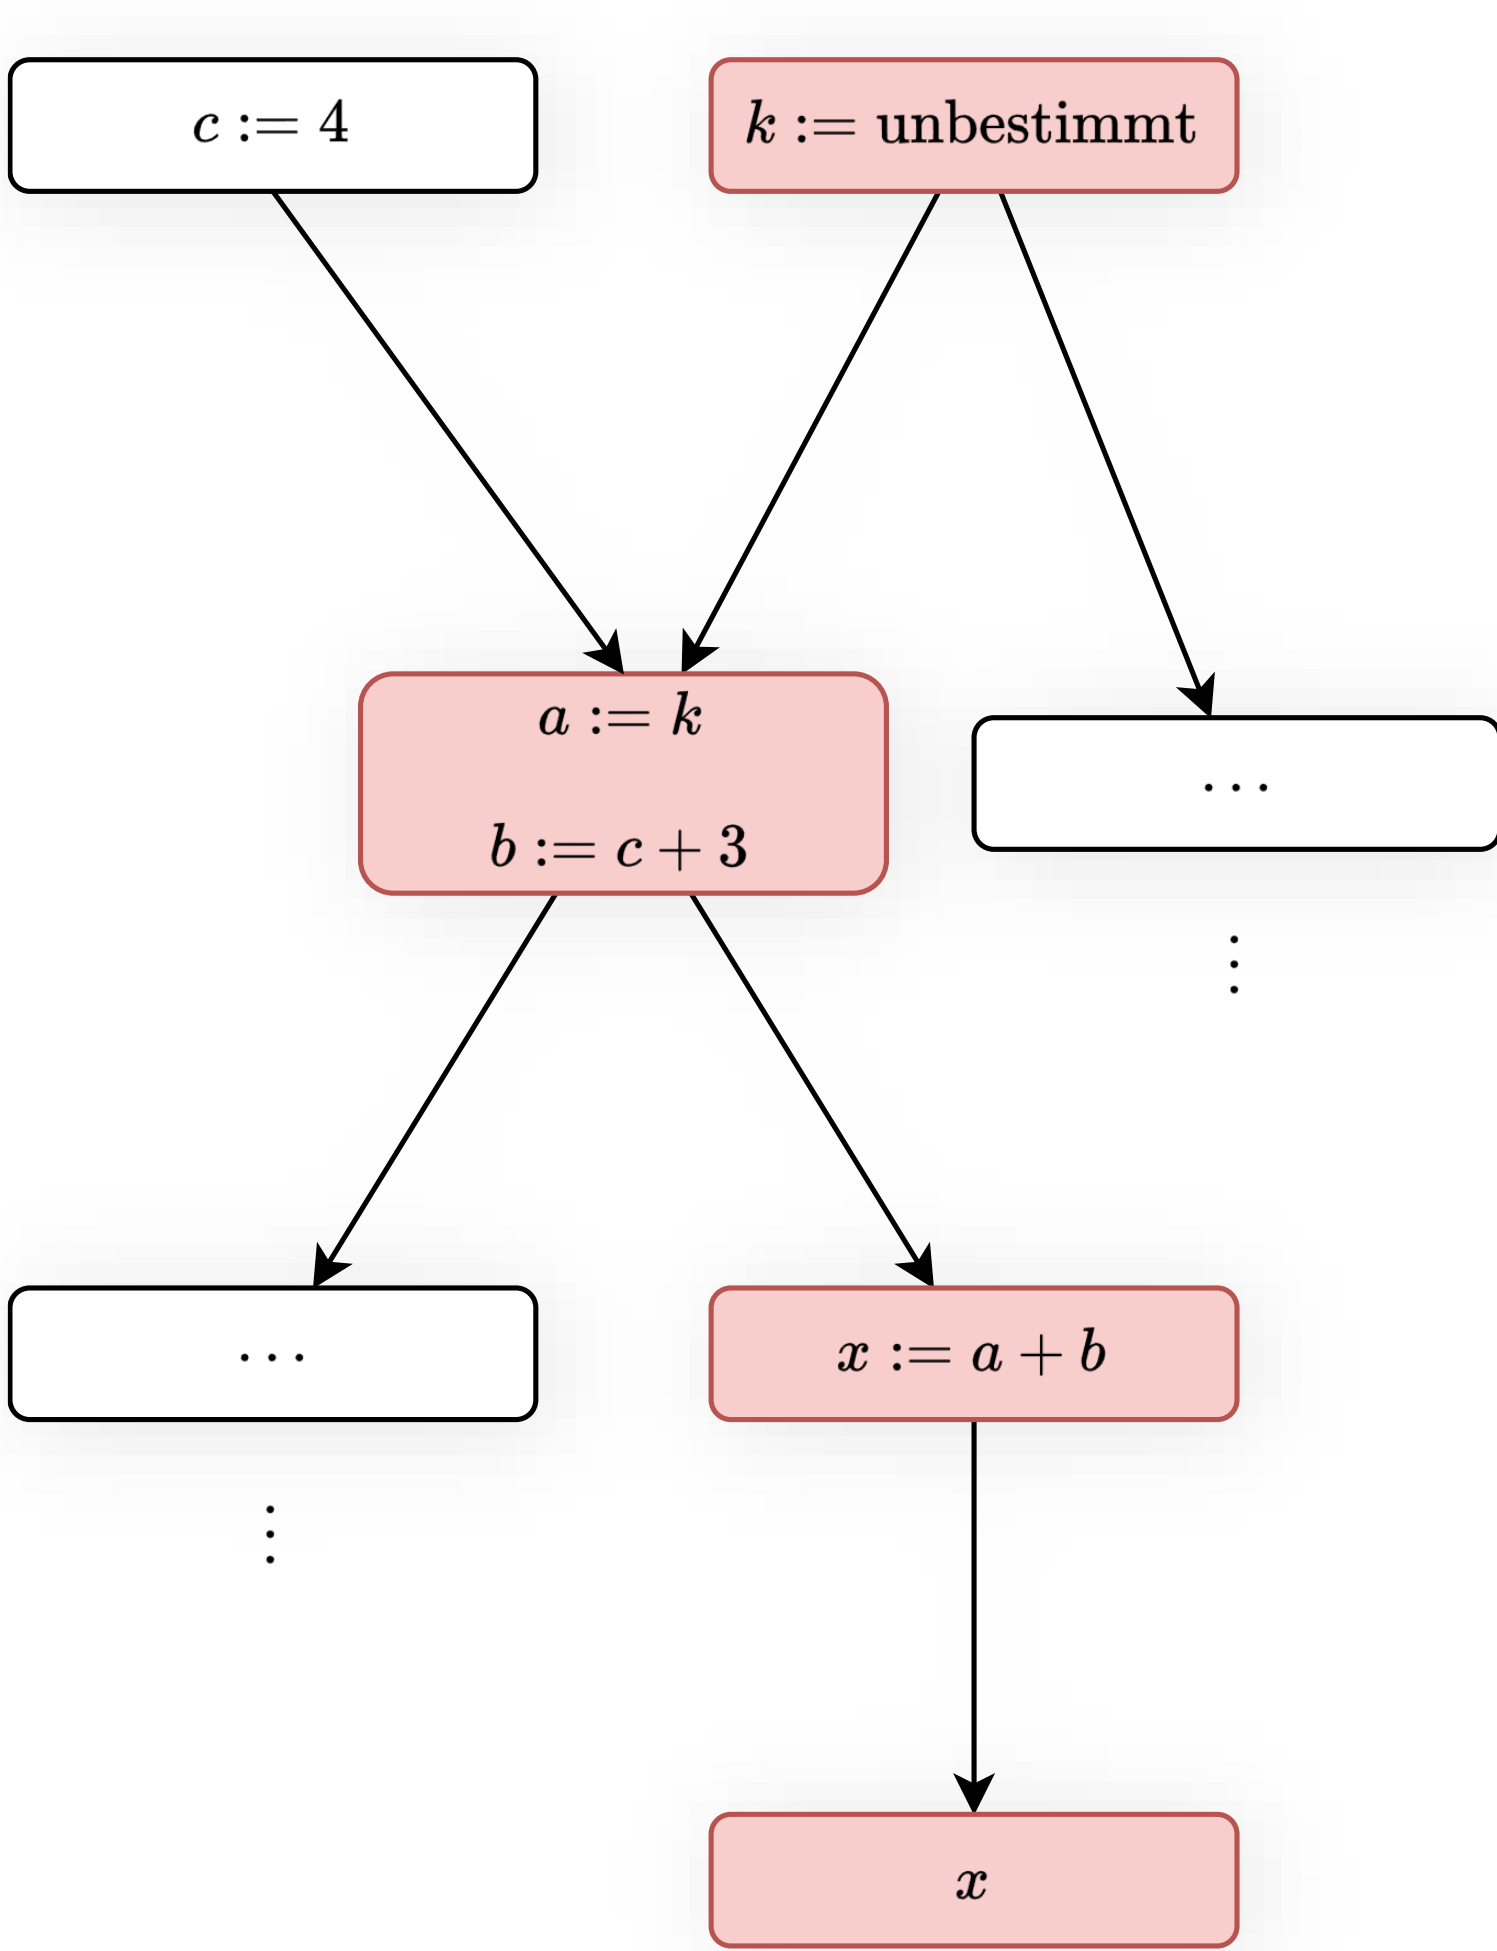 c := 4
k := unbestimmt
a := k
b := c + 3
...
⋮
...
x := a + b
⋮
x